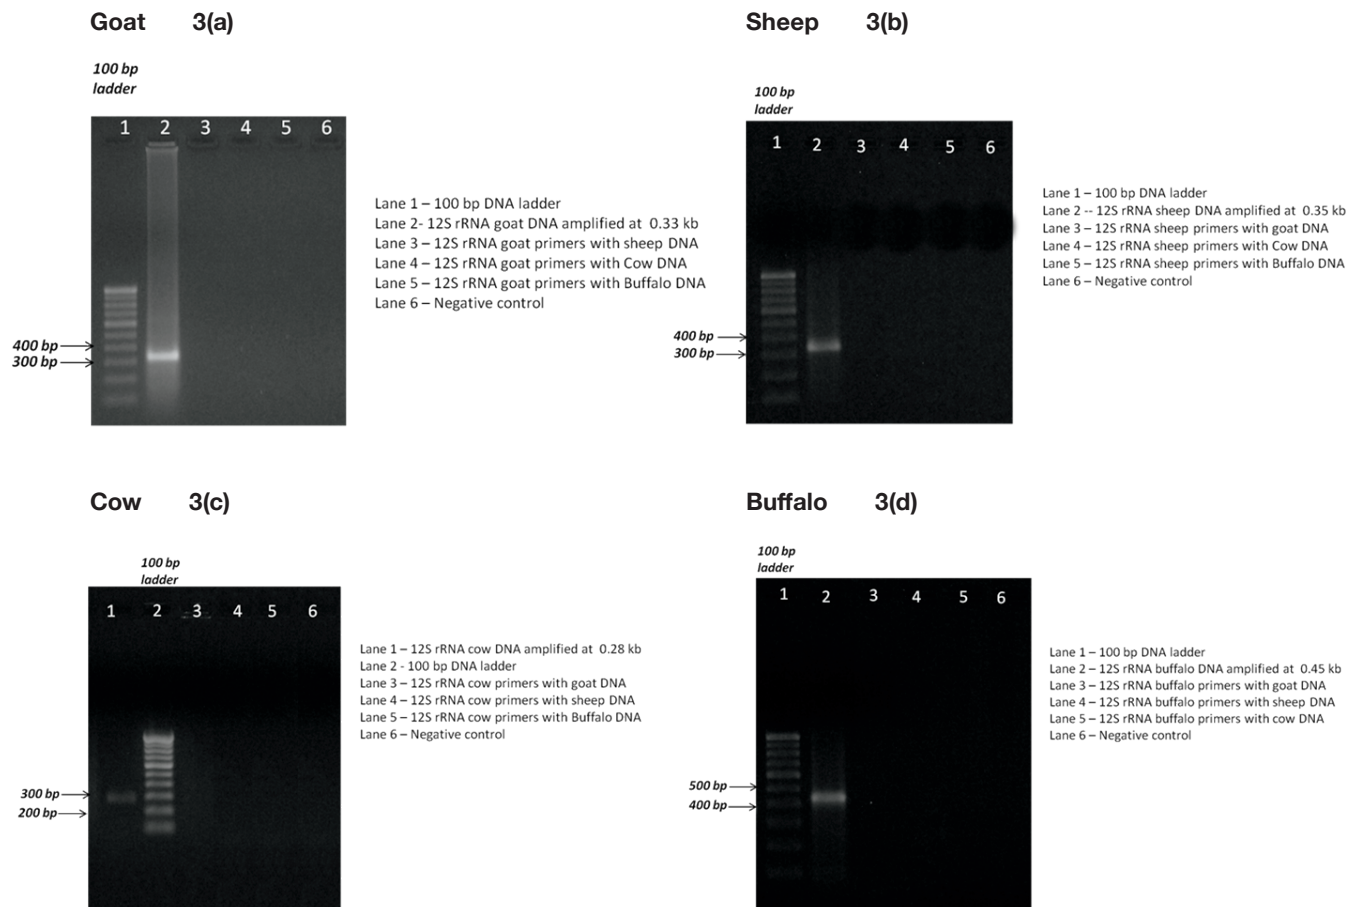 Goat 3(a)
100 bp
ladder
1 2 3 4 5 6
400 bp
300 bp
Lane 1 – 100 bp DNA ladder
Lane 2- 12S rRNA goat DNA amplified at 0.33 kb
Lane 3 – 12S rRNA goat primers with sheep DNA
Lane 4 – 12S rRNA goat primers with Cow DNA
Lane 5 – 12S rRNA goat primers with Buffalo DNA
Lane 6 – Negative control
Sheep 3(b)
100 bp
ladder
1 2 3 4 5 6
400 bp
300 bp
Lane 1 – 100 bp DNA ladder
Lane 2 -- 12S rRNA sheep DNA amplified at 0.35 kb
Lane 3 – 12S rRNA sheep primers with goat DNA
Lane 4 – 12S rRNA sheep primers with Cow DNA
Lane 5 – 12S rRNA sheep primers with Buffalo DNA
Lane 6 – Negative control
Cow 3(c)
100 bp
ladder
1 2 3 4 5 6
300 bp
200 bp
Lane 1 – 12S rRNA cow DNA amplified at 0.28 kb
Lane 2 - 100 bp DNA ladder
Lane 3 – 12S rRNA cow primers with goat DNA
Lane 4 – 12S rRNA cow primers with sheep DNA
Lane 5 – 12S rRNA cow primers with Buffalo DNA
Lane 6 – Negative control
Buffalo 3(d)
100 bp
ladder
1 2 3 4 5 6
500 bp
400 bp
Lane 1 – 100 bp DNA ladder
Lane 2 – 12S rRNA buffalo DNA amplified at 0.45 kb
Lane 3 – 12S rRNA buffalo primers with goat DNA
Lane 4 – 12S rRNA buffalo primers with sheep DNA
Lane 5 – 12S rRNA buffalo primers with cow DNA
Lane 6 – Negative control